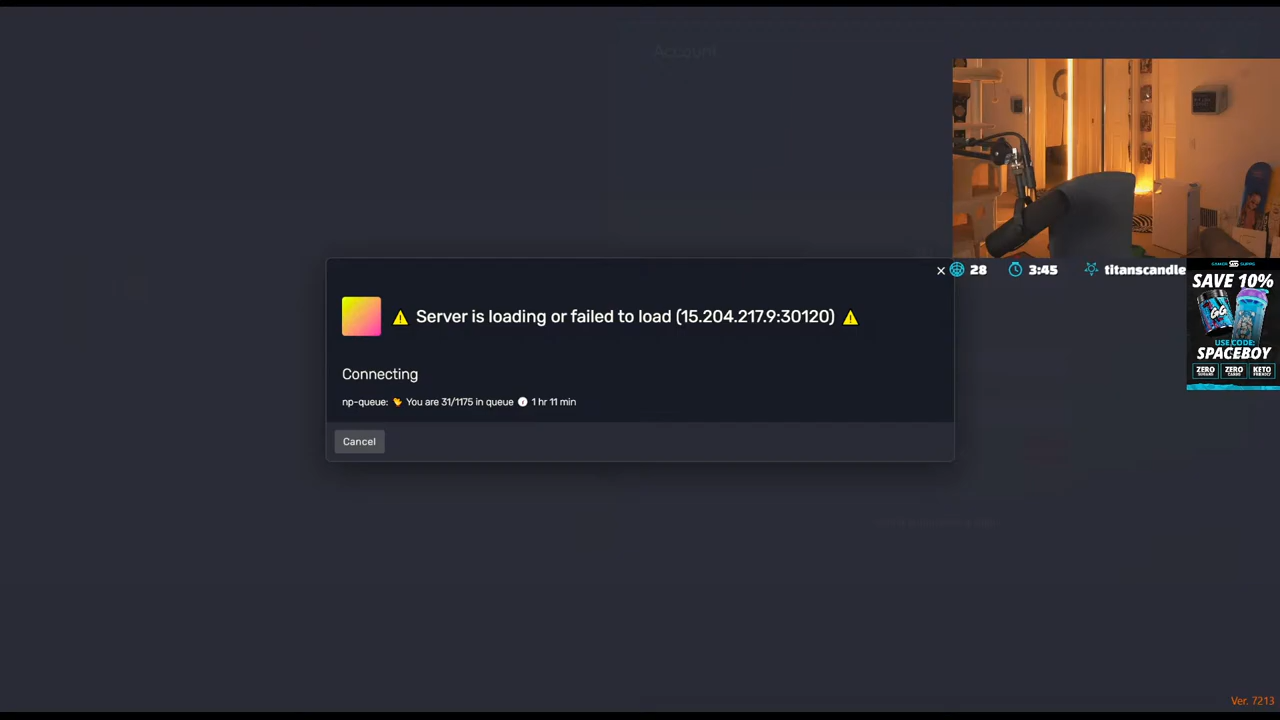 Account
28
3:45
titanscandle
SAVE 10%
USE CODE:
SPACEBOY
ZERO
ZERO
KETO
FRIENDLY
Server is loading or failed to load (15.204.217.9:30120)
Connecting
np-queue: You are 31/1175 in queue 1 hr 11 min
Cancel
Ver. 7213